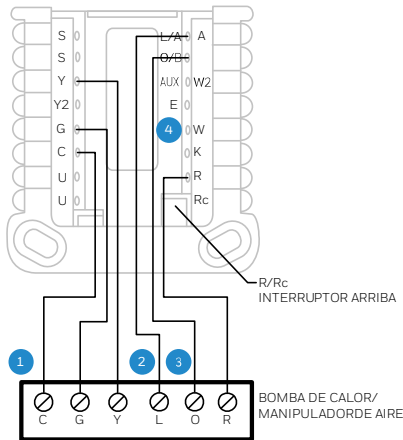 S L/A A
S O/B
Y AUX W2
Y2 E
G 4 W
C K
U R
U Rc
R/Rc
INTERRUPTOR ARRIBA
1 2 3
BOMBA DE CALOR/
MANIPULADORDE AIRE
C G Y L O R